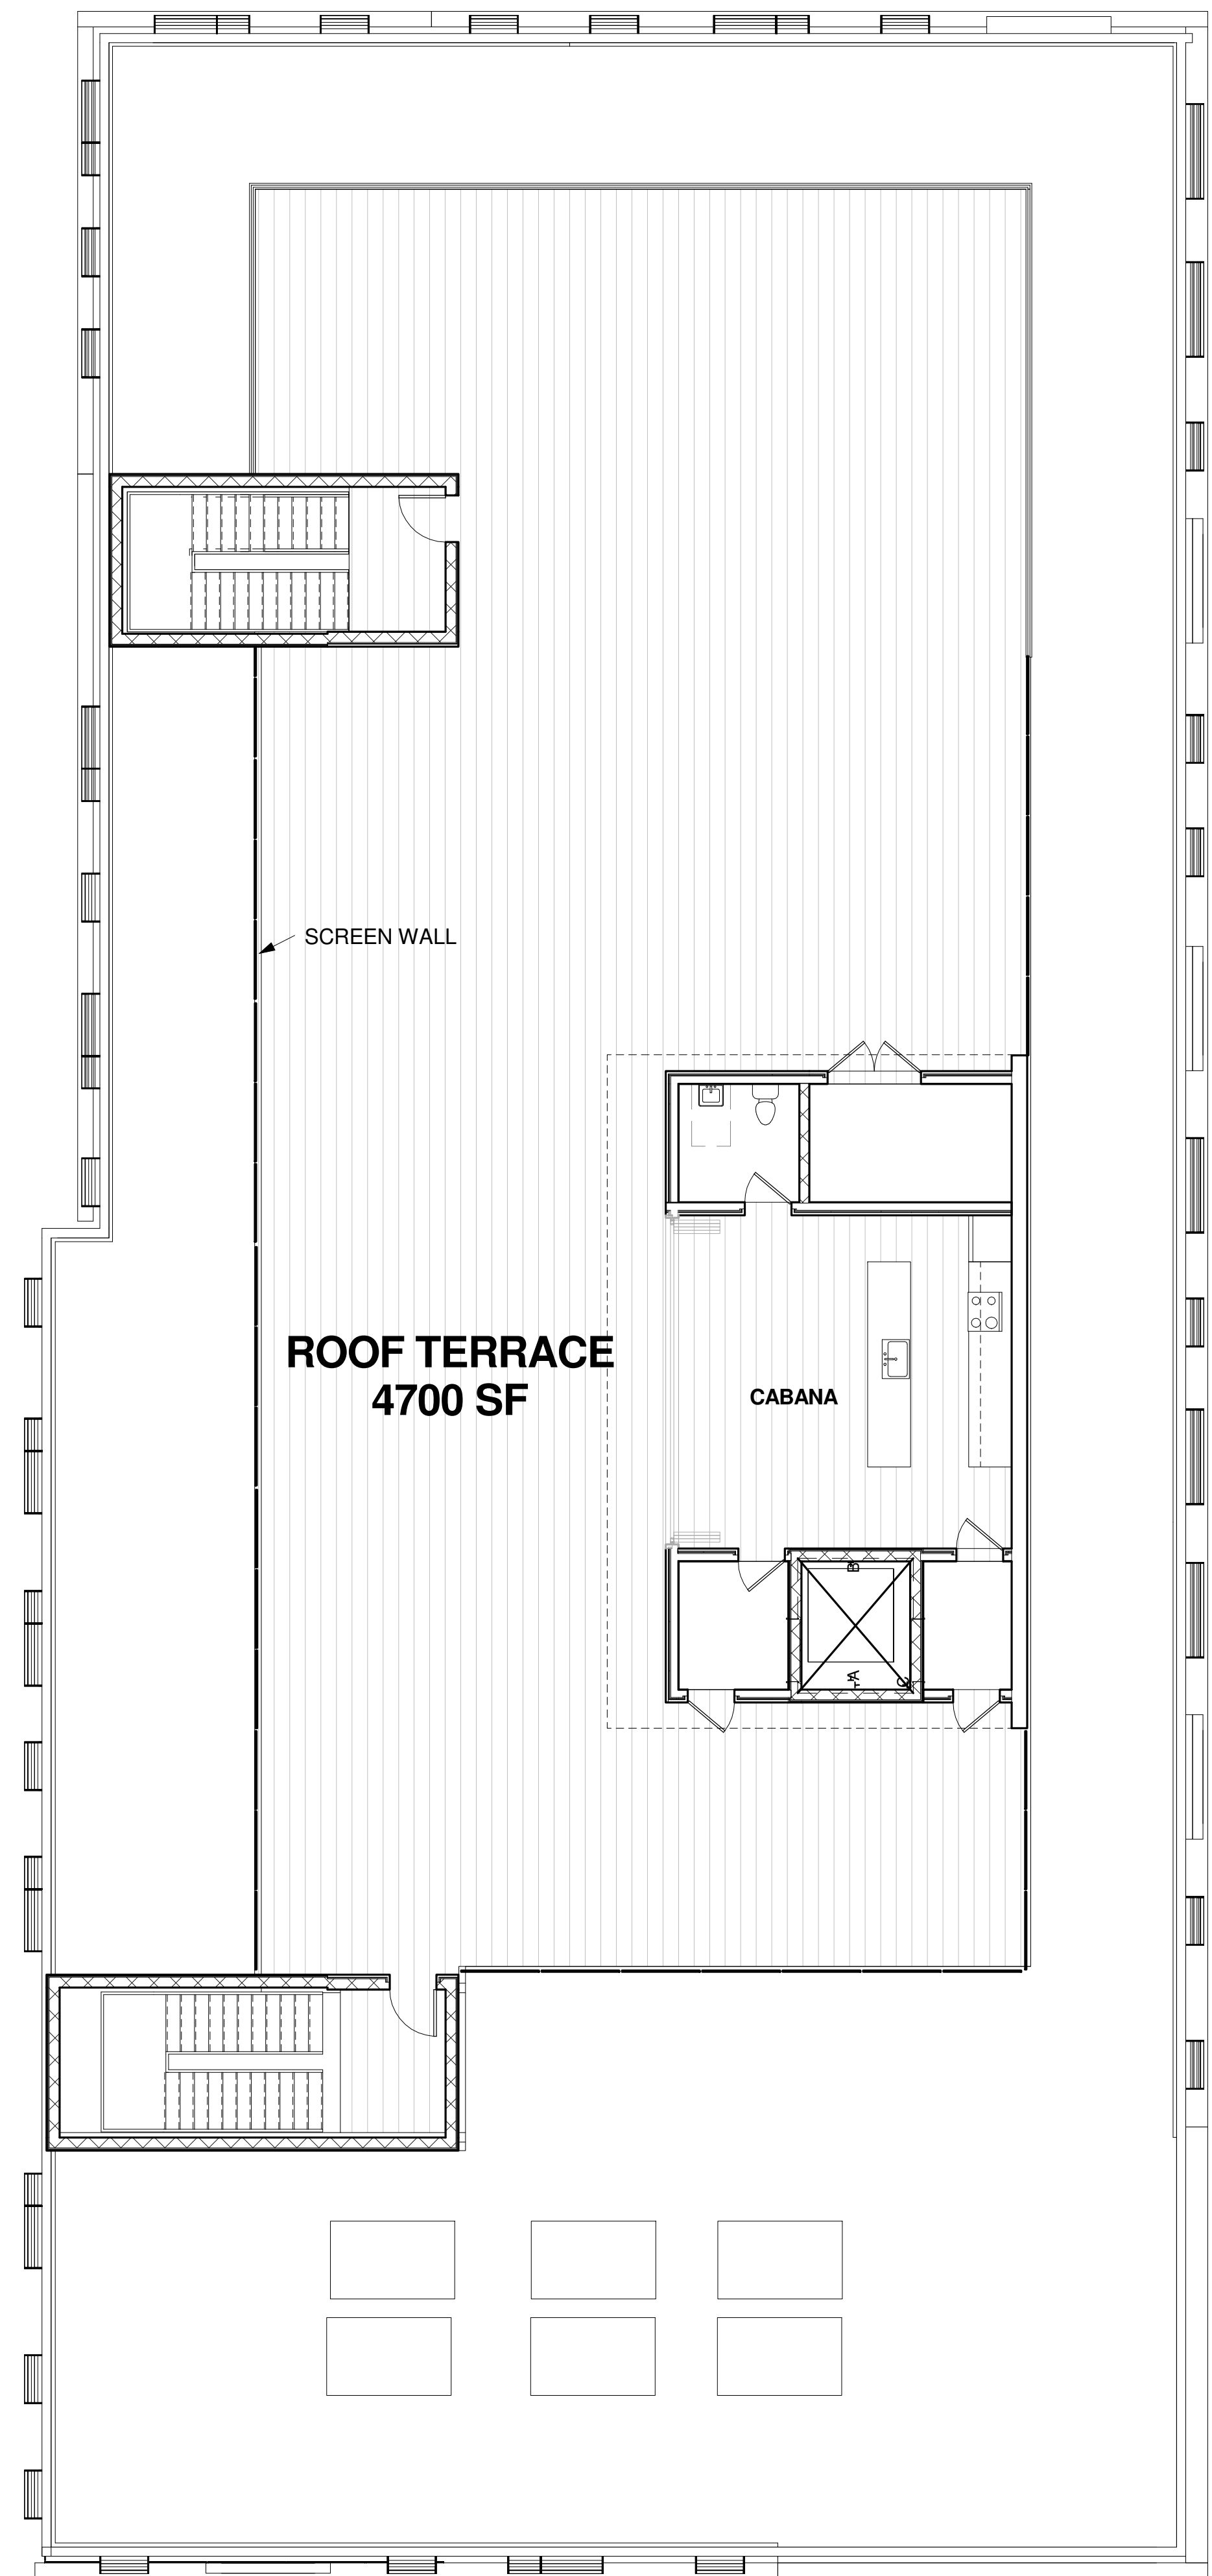 SCREEN WALL
ROOF TERRACE
4700 SF
CABANA
B
A
C